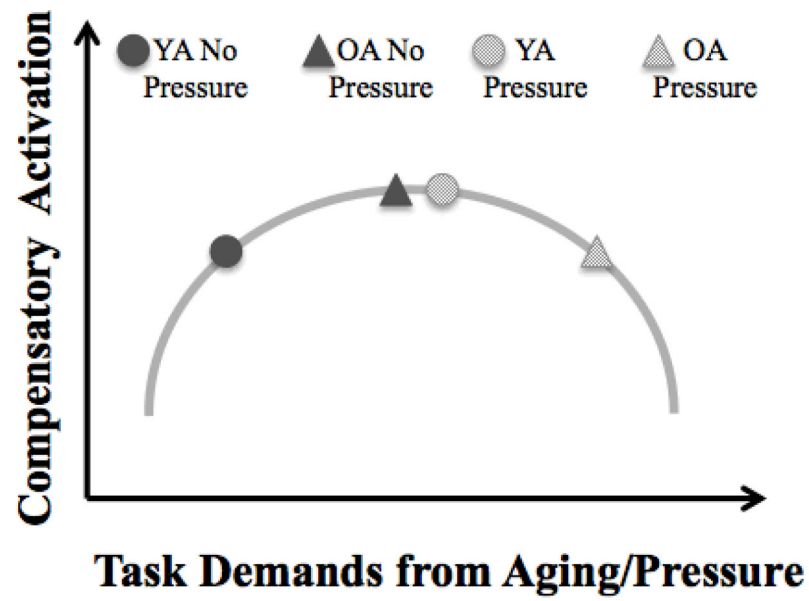 YA No Pressure
OA No Pressure
YA Pressure
OA Pressure
Compensatory Activation
Task Demands from Aging/Pressure